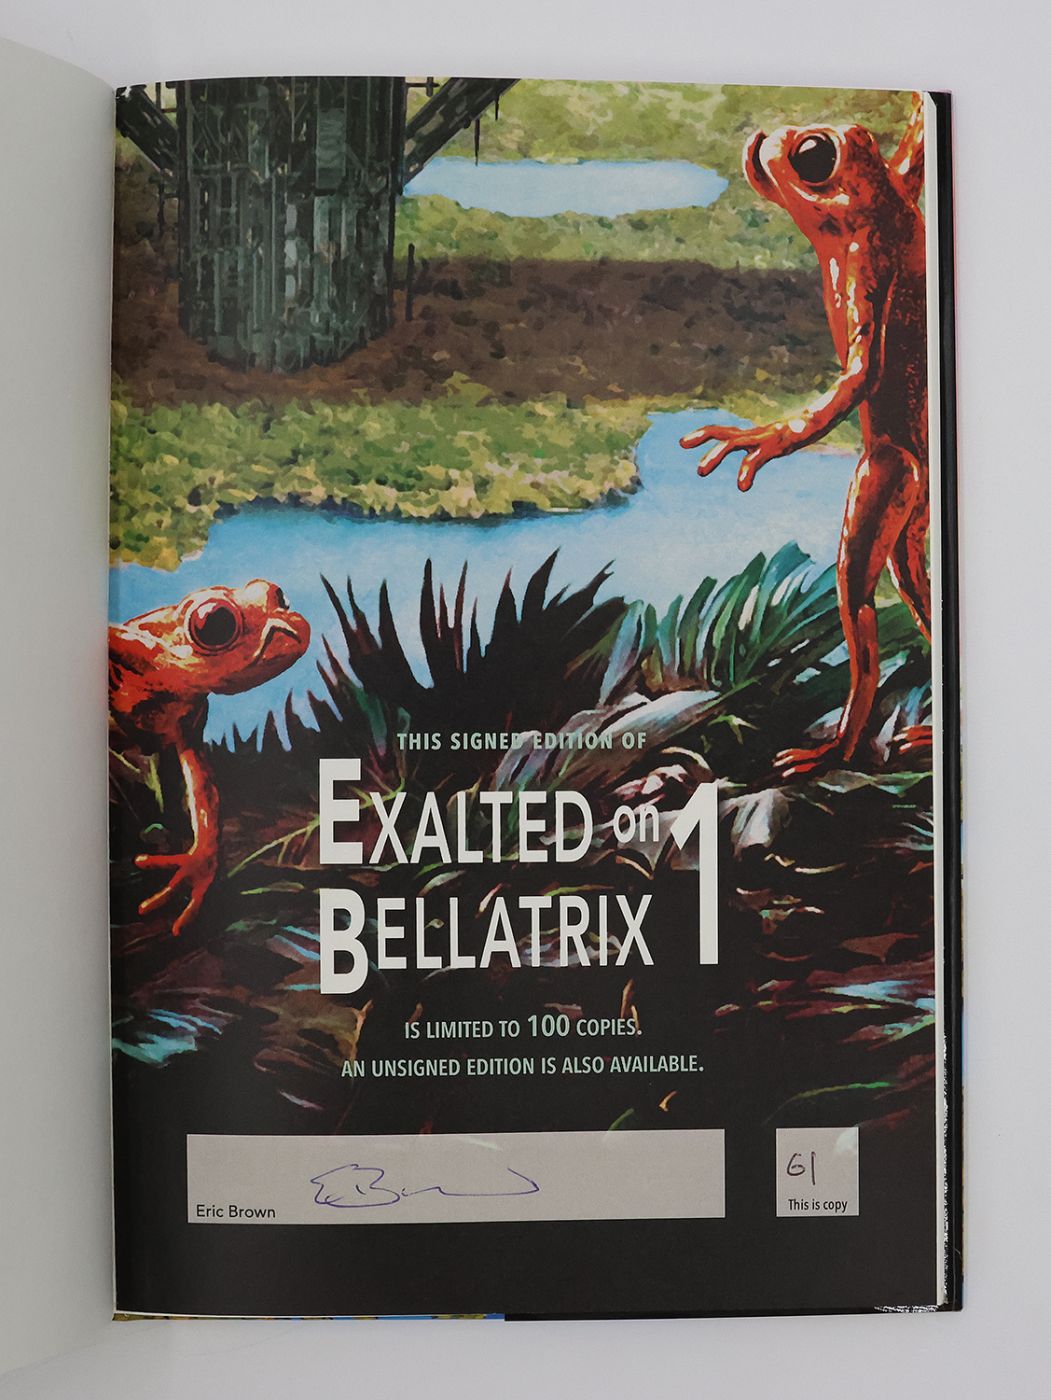 THIS SIGNED EDITION OF
EXALTED on
BELLATRIX 1
IS LIMITED TO 100 COPIES.
AN UNSIGNED EDITION IS ALSO AVAILABLE.
E Brown
Eric Brown
61
This is copy